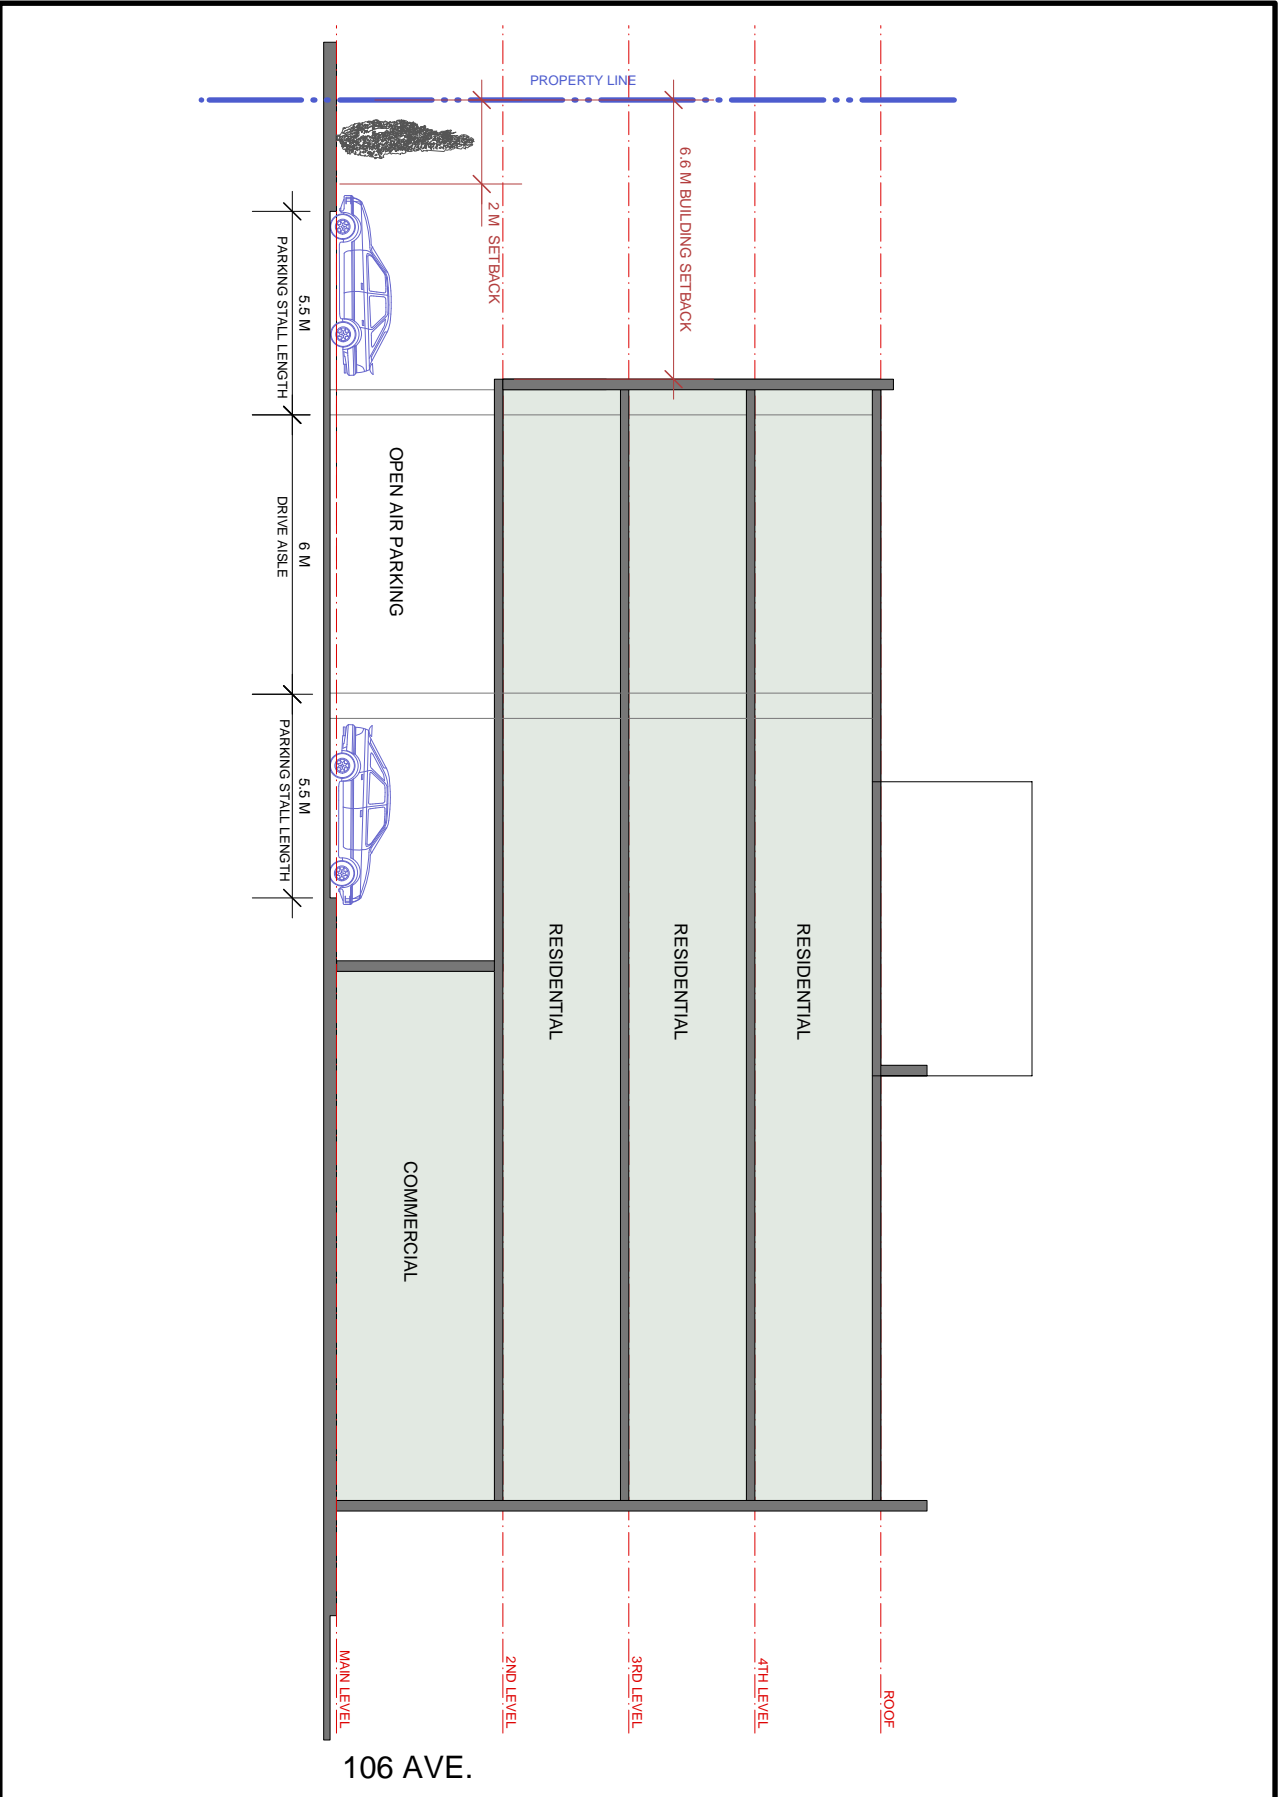 PROPERTY LINE
6.6 M BUILDING SETBACK
2 M SETBACK
5.5 M
PARKING STALL LENGTH
6 M
DRIVE AISLE
5.5 M
PARKING STALL LENGTH
OPEN AIR PARKING
RESIDENTIAL
RESIDENTIAL
RESIDENTIAL
COMMERCIAL
MAIN LEVEL
2ND LEVEL
3RD LEVEL
4TH LEVEL
ROOF
106 AVE.